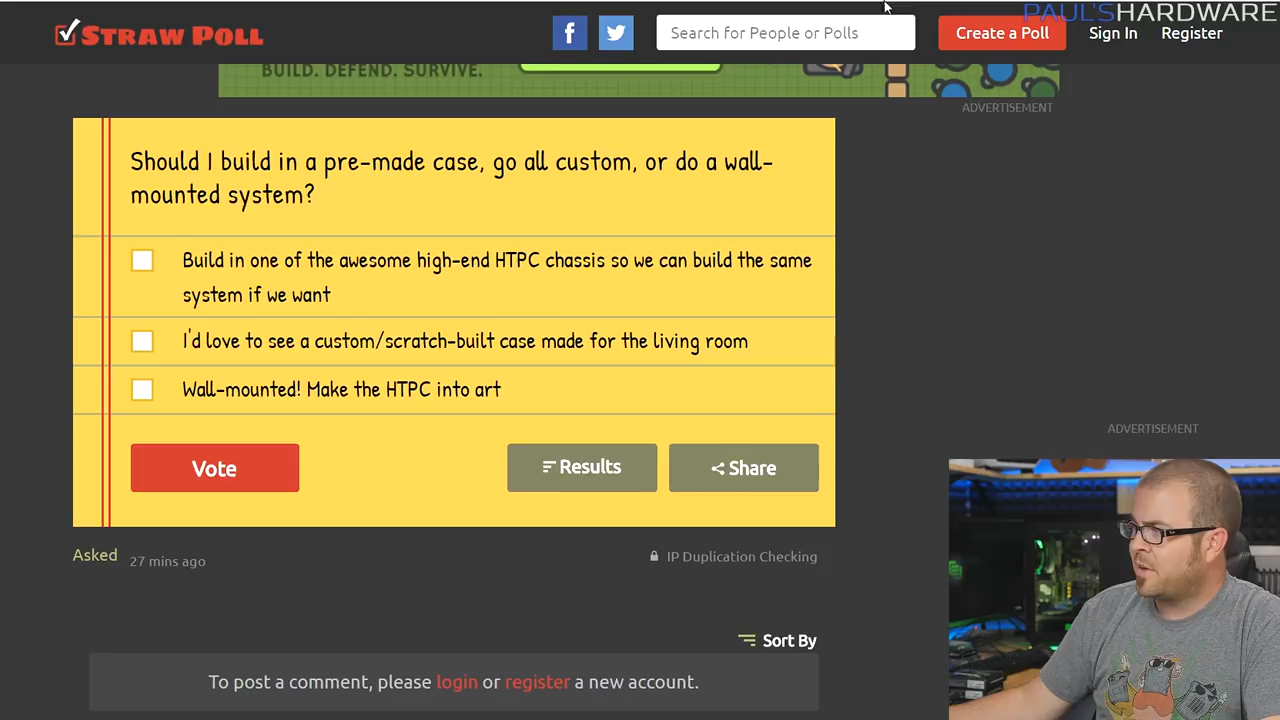 PAUL'SHARDWARE
STRAW POLL
f
Search for People or Polls
Create a Poll
Sign In
Register
BUILD. DEFEND. SURVIVE.
ADVERTISEMENT
Should I build in a pre-made case, go all custom, or do a wall-
mounted system?
Build in one of the awesome high-end HTPC chassis so we can build the same
system if we want
I'd love to see a custom/scratch-built case made for the living room
Wall-mounted! Make the HTPC into art
Vote
Results
Share
ADVERTISEMENT
Asked
27 mins ago
IP Duplication Checking
Sort By
To post a comment, please login or register a new account.